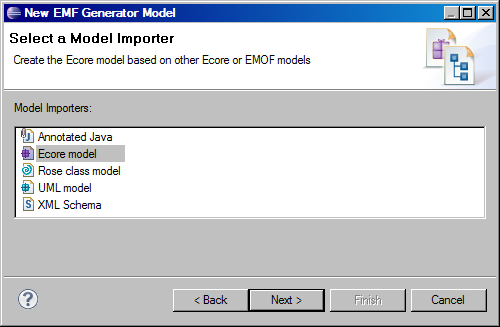 New EMF Generator Model
Select a Model Importer
Create the Ecore model based on other Ecore or EMOF models
Model Importers:
Annotated Java
Ecore model
Rose class model
UML model
XML Schema
< Back
Next >
Finish
Cancel